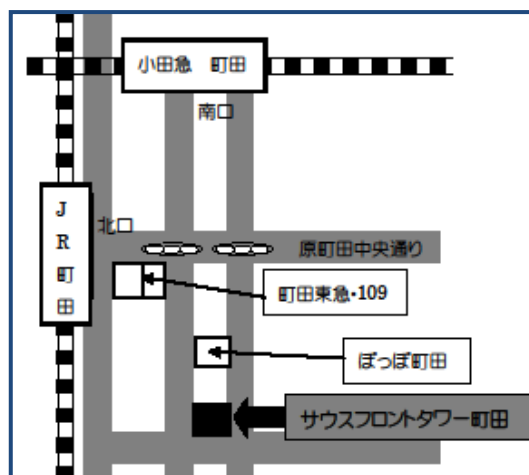 小田急　町田
南口
JR町田
北口
原町田中央通り
町田東急・109
ぽっぽ町田
サウスフロントタワー町田